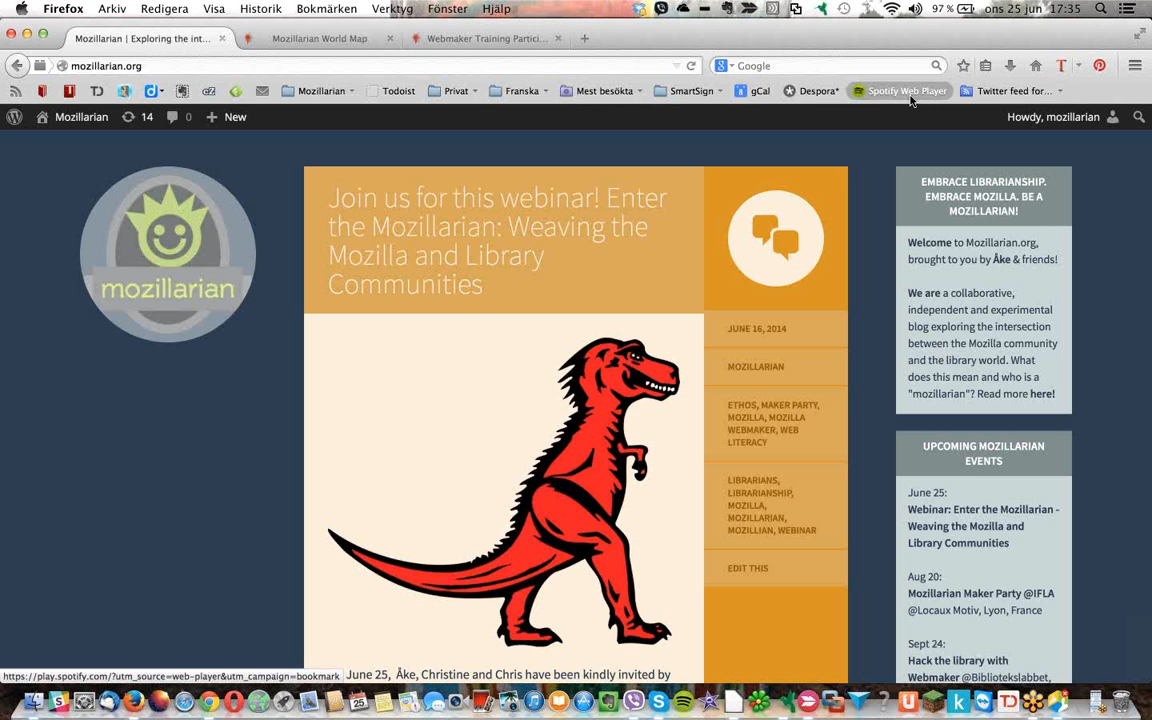 Firefox Arkiv Redigera Visa Historik Bokmärken Verktyg Fönster Hjälp 97 % ons 25 jun 17:35
Mozillarian | Exploring the int... Mozillarian World Map Webmaker Training Partici...
mozillarian.org Google
Mozillarian Todoist Privat Franska Mest besökta SmartSign gCal Despora* Spotify Web Player Twitter feed for...
Mozillarian 14 0 New Howdy, mozillarian
mozillarian
Join us for this webinar! Enter
the Mozillarian: Weaving the
Mozilla and Library
Communities
JUNE 16, 2014
MOZILLARIAN
ETHOS, MAKER PARTY,
MOZILLA, MOZILLA
WEBMAKER, WEB
LITERACY
LIBRARIANS,
LIBRARIANSHIP,
MOZILLA,
MOZILLARIAN,
MOZILLIAN, WEBINAR
EDIT THIS
EMBRACE LIBRARIANSHIP.
EMBRACE MOZILLA. BE A
MOZILLARIAN!
Welcome to Mozillarian.org,
brought to you by Åke & friends!
We are a collaborative,
independent and experimental
blog exploring the intersection
between the Mozilla community
and the library world. What
does this mean and who is a
"mozillarian"? Read more here!
UPCOMING MOZILLARIAN
EVENTS
June 25:
Webinar: Enter the Mozillarian -
Weaving the Mozilla and
Library Communities
Aug 20:
Mozillarian Maker Party @IFLA
@Locaux Motiv, Lyon, France
Sept 24:
Hack the library with
Webmaker @Bibliotekslabbet,
June 25, Åke, Christine and Chris have been kindly invited by
https://play.spotify.com/?utm_source=web-player&utm_campaign=bookmark